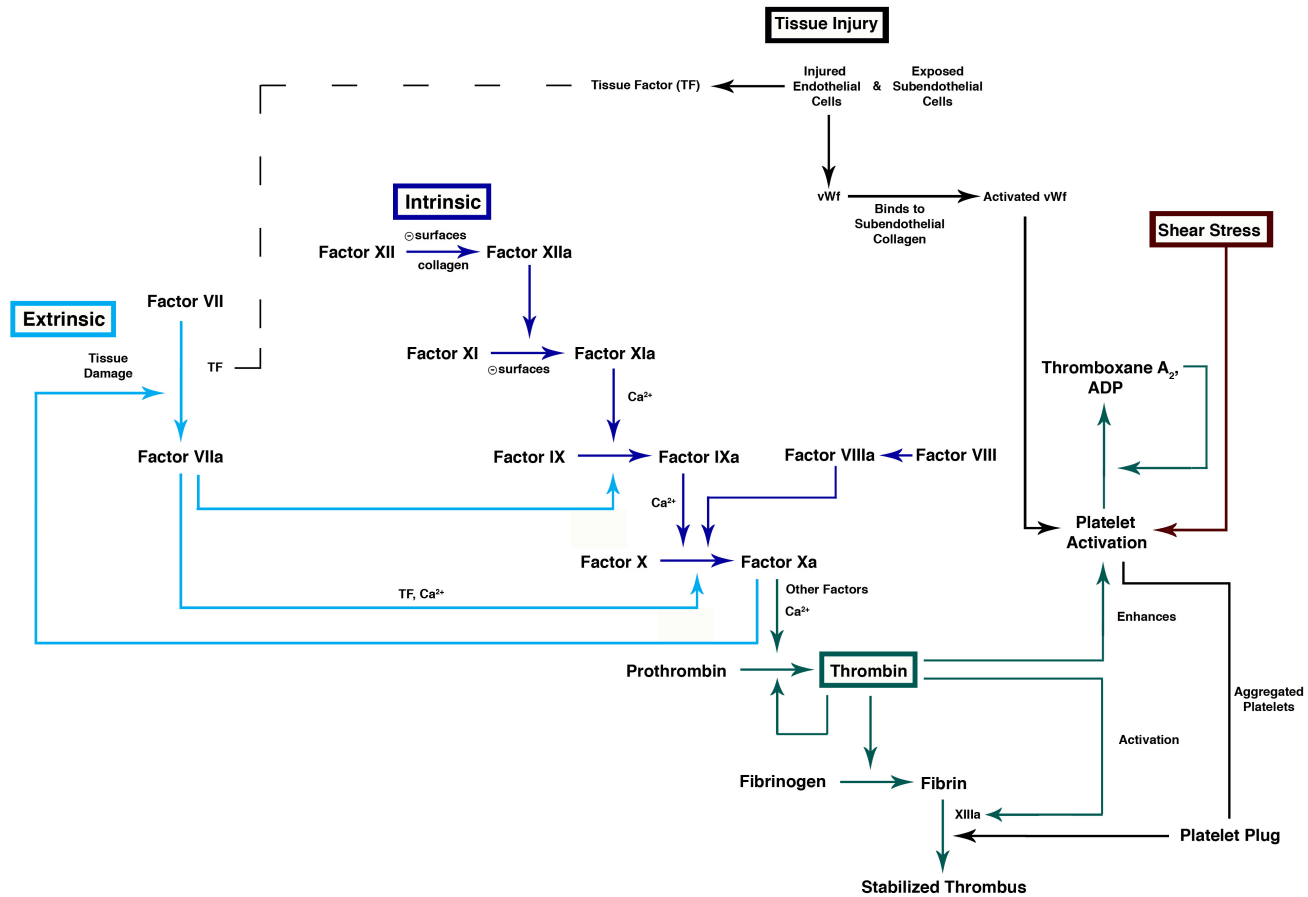 Tissue Injury
Tissue Factor (TF)
Injured
Endothelial
Cells
&
Exposed
Subendothelial
Cells
vWf
Binds to
Subendothelial
Collagen
Activated vWf
Intrinsic
Shear Stress
Factor XII
⊖surfaces
collagen
Factor XIIa
Extrinsic
Factor VII
Tissue
Damage
TF
Factor XI
⊖surfaces
Factor XIa
Thromboxane A₂,
ADP
Ca²⁺
Factor VIIa
Factor IX
Factor IXa
Factor VIIIa
Factor VIII
Ca²⁺
Platelet
Activation
Factor X
Factor Xa
TF, Ca²⁺
Other Factors
Ca²⁺
Enhances
Prothrombin
Thrombin
Aggregated
Platelets
Activation
Fibrinogen
Fibrin
XIIIa
Platelet Plug
Stabilized Thrombus